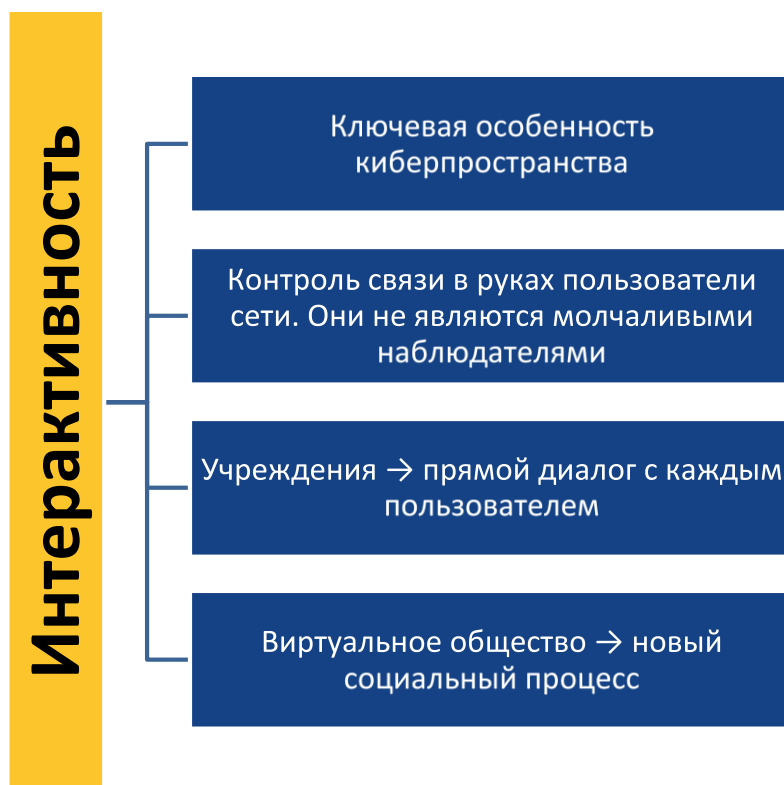 Интерактивность
Ключевая особенность
киберпространства
Контроль связи в руках пользователи
сети. Они не являются молчаливыми
наблюдателями
Учреждения → прямой диалог с каждым
пользователем
Виртуальное общество → новый
социальный процесс